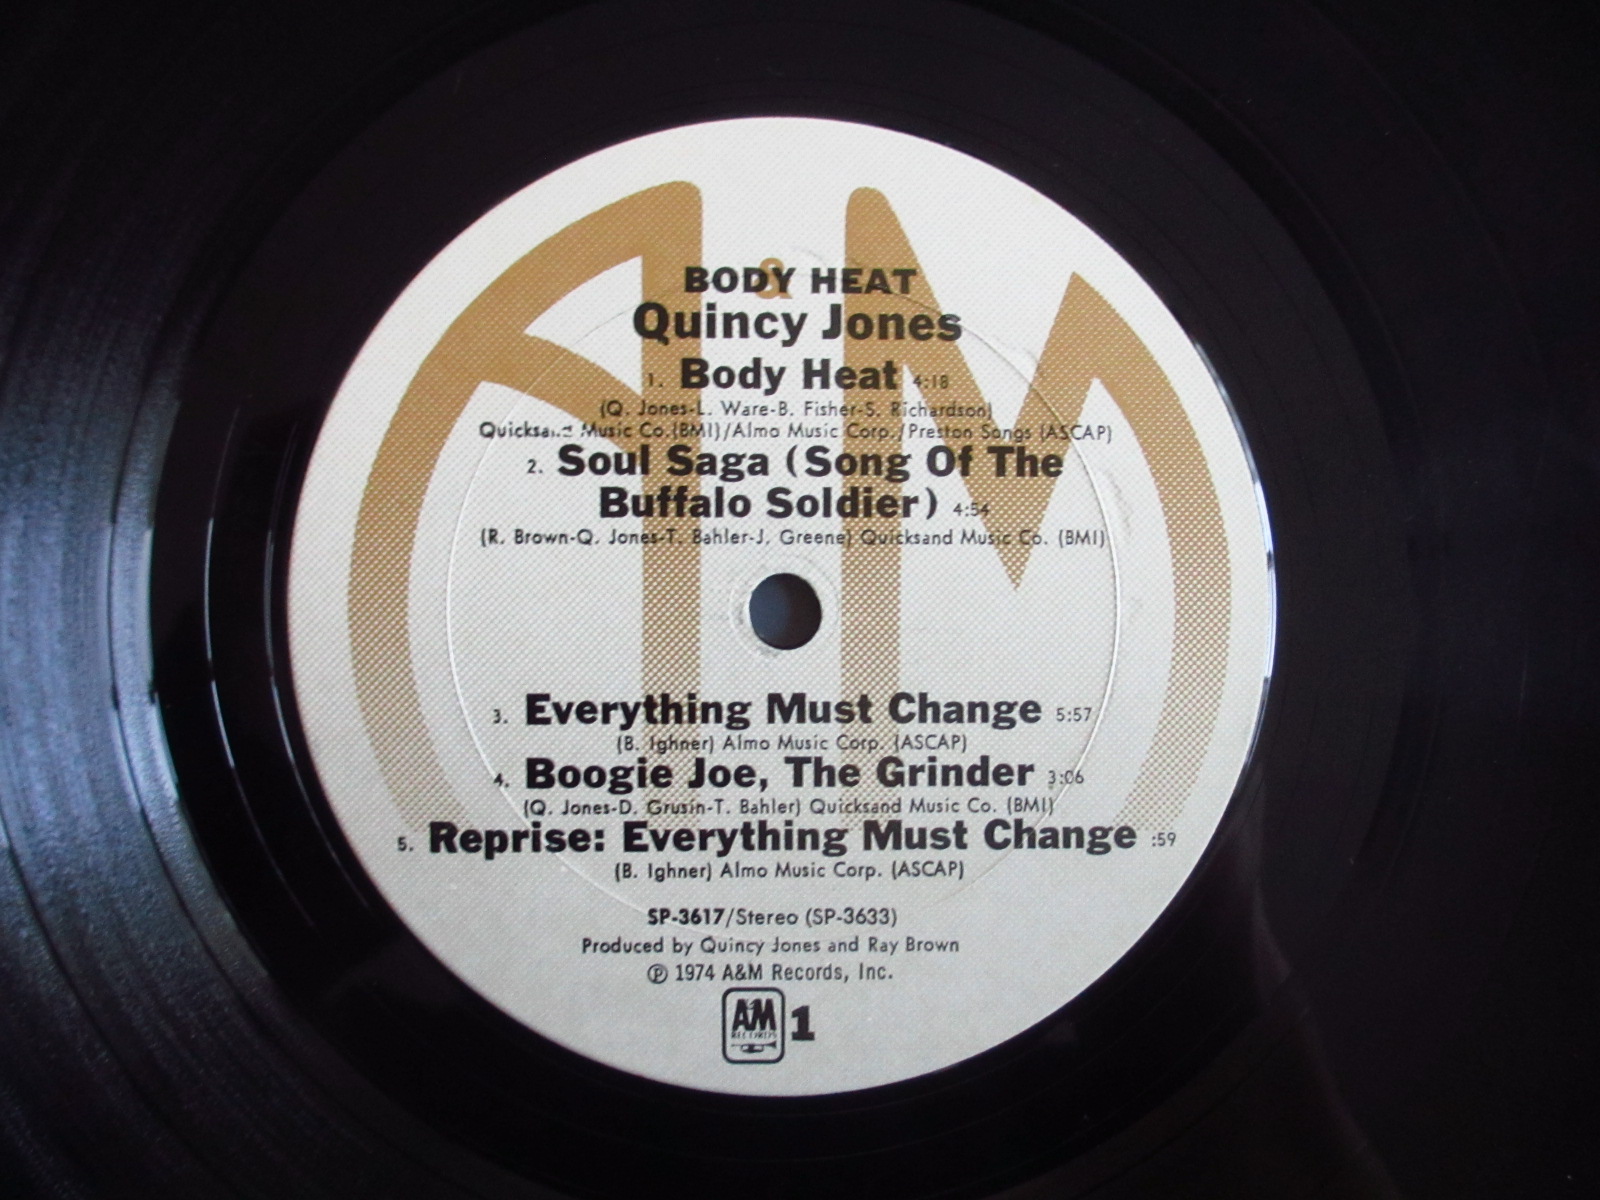 &
BODY HEAT
Quincy Jones
1. Body Heat 4:18
(Q. Jones-L. Ware-B. Fisher-S. Richardson)
Music Co.(BMI)/Almo Music Corp./Preston Songs (ASCAP)
2. Soul Saga (Song Of The
Buffalo Soldier) 4:54
(R. Brown-Q. Jones-T. Bahler-J. Greene) Quicksand Music Co. (BMI)
3. Everything Must Change 5:57
(B. Ighner) Almo Music Corp. (ASCAP)
4. Boogie Joe, The Grinder 3:06
(Q. Jones-D. Grusin-T. Bahler) Quicksand Music Co. (BMI)
5. Reprise: Everything Must Change :59
(B. Ighner) Almo Music Corp. (ASCAP)
SP-3617/Stereo (SP-3633)
Produced by Quincy Jones and Ray Brown
℗ 1974 A&M Records, Inc.
A&M 1
RECORDS